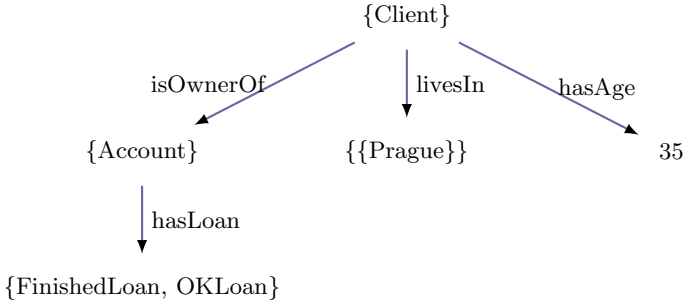 {Client}
isOwnerOf
livesIn
hasAge
{Account}
{{Prague}}
35
hasLoan
{FinishedLoan, OKLoan}